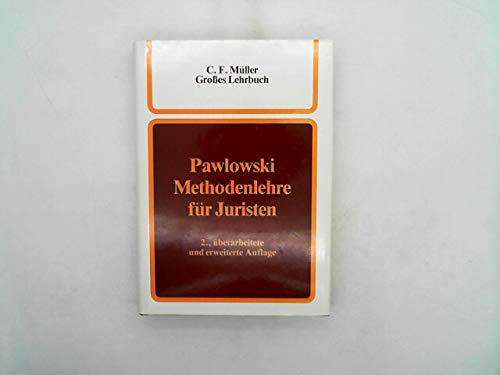 C. F. Müller
Großes Lehrbuch
Pawlowski
Methodenlehre
für Juristen
2., überarbeitete
und erweiterte Auflage